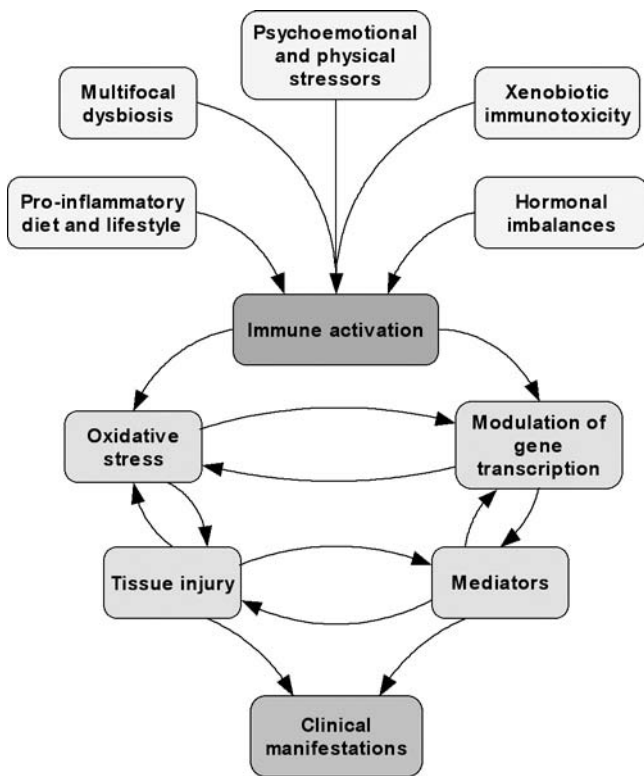 Psychoemotional
and physical
stressors
Multifocal
dysbiosis
Xenobiotic
immunotoxicity
Pro-inflammatory
diet and lifestyle
Hormonal
imbalances
Immune activation
Oxidative
stress
Modulation of
gene
transcription
Tissue injury
Mediators
Clinical
manifestations